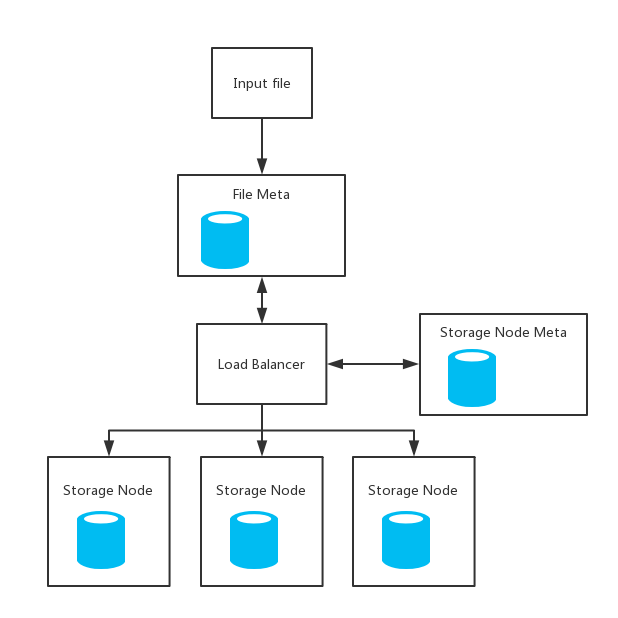 Input file
File Meta
Storage Node Meta
Load Balancer
Storage Node
Storage Node
Storage Node